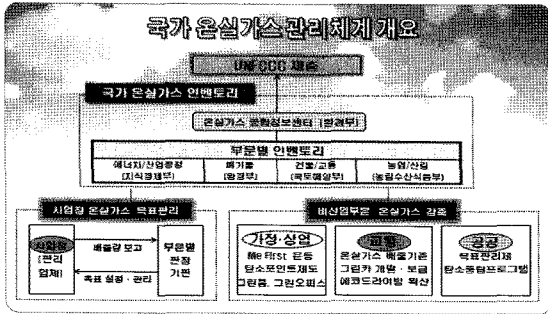 국가 온실가스 관리체계 개요
UNFCCC 제출
국가 온실가스 인벤토리
온실가스 종합정보센터 (환경부)
부문별 인벤토리
에너지/산업공정
(지식경제부)
폐기물
(환경부)
건물/교통
(국토해양부)
농업/산림
(농림수산식품부)
사업장 온실가스 목표관리
사업장
(관리
업체)
배출량 보고
목표 설정·관리
부문별
관장
기관
비산업부문 온실가스 감축
가정·상업
Me First 운동
탄소포인트제도
그린홈, 그린오피스
교통
온실가스 배출기준
그린카 개발·보급
에코드라이빙 확산
공공
목표관리제
탄소중립프로그램